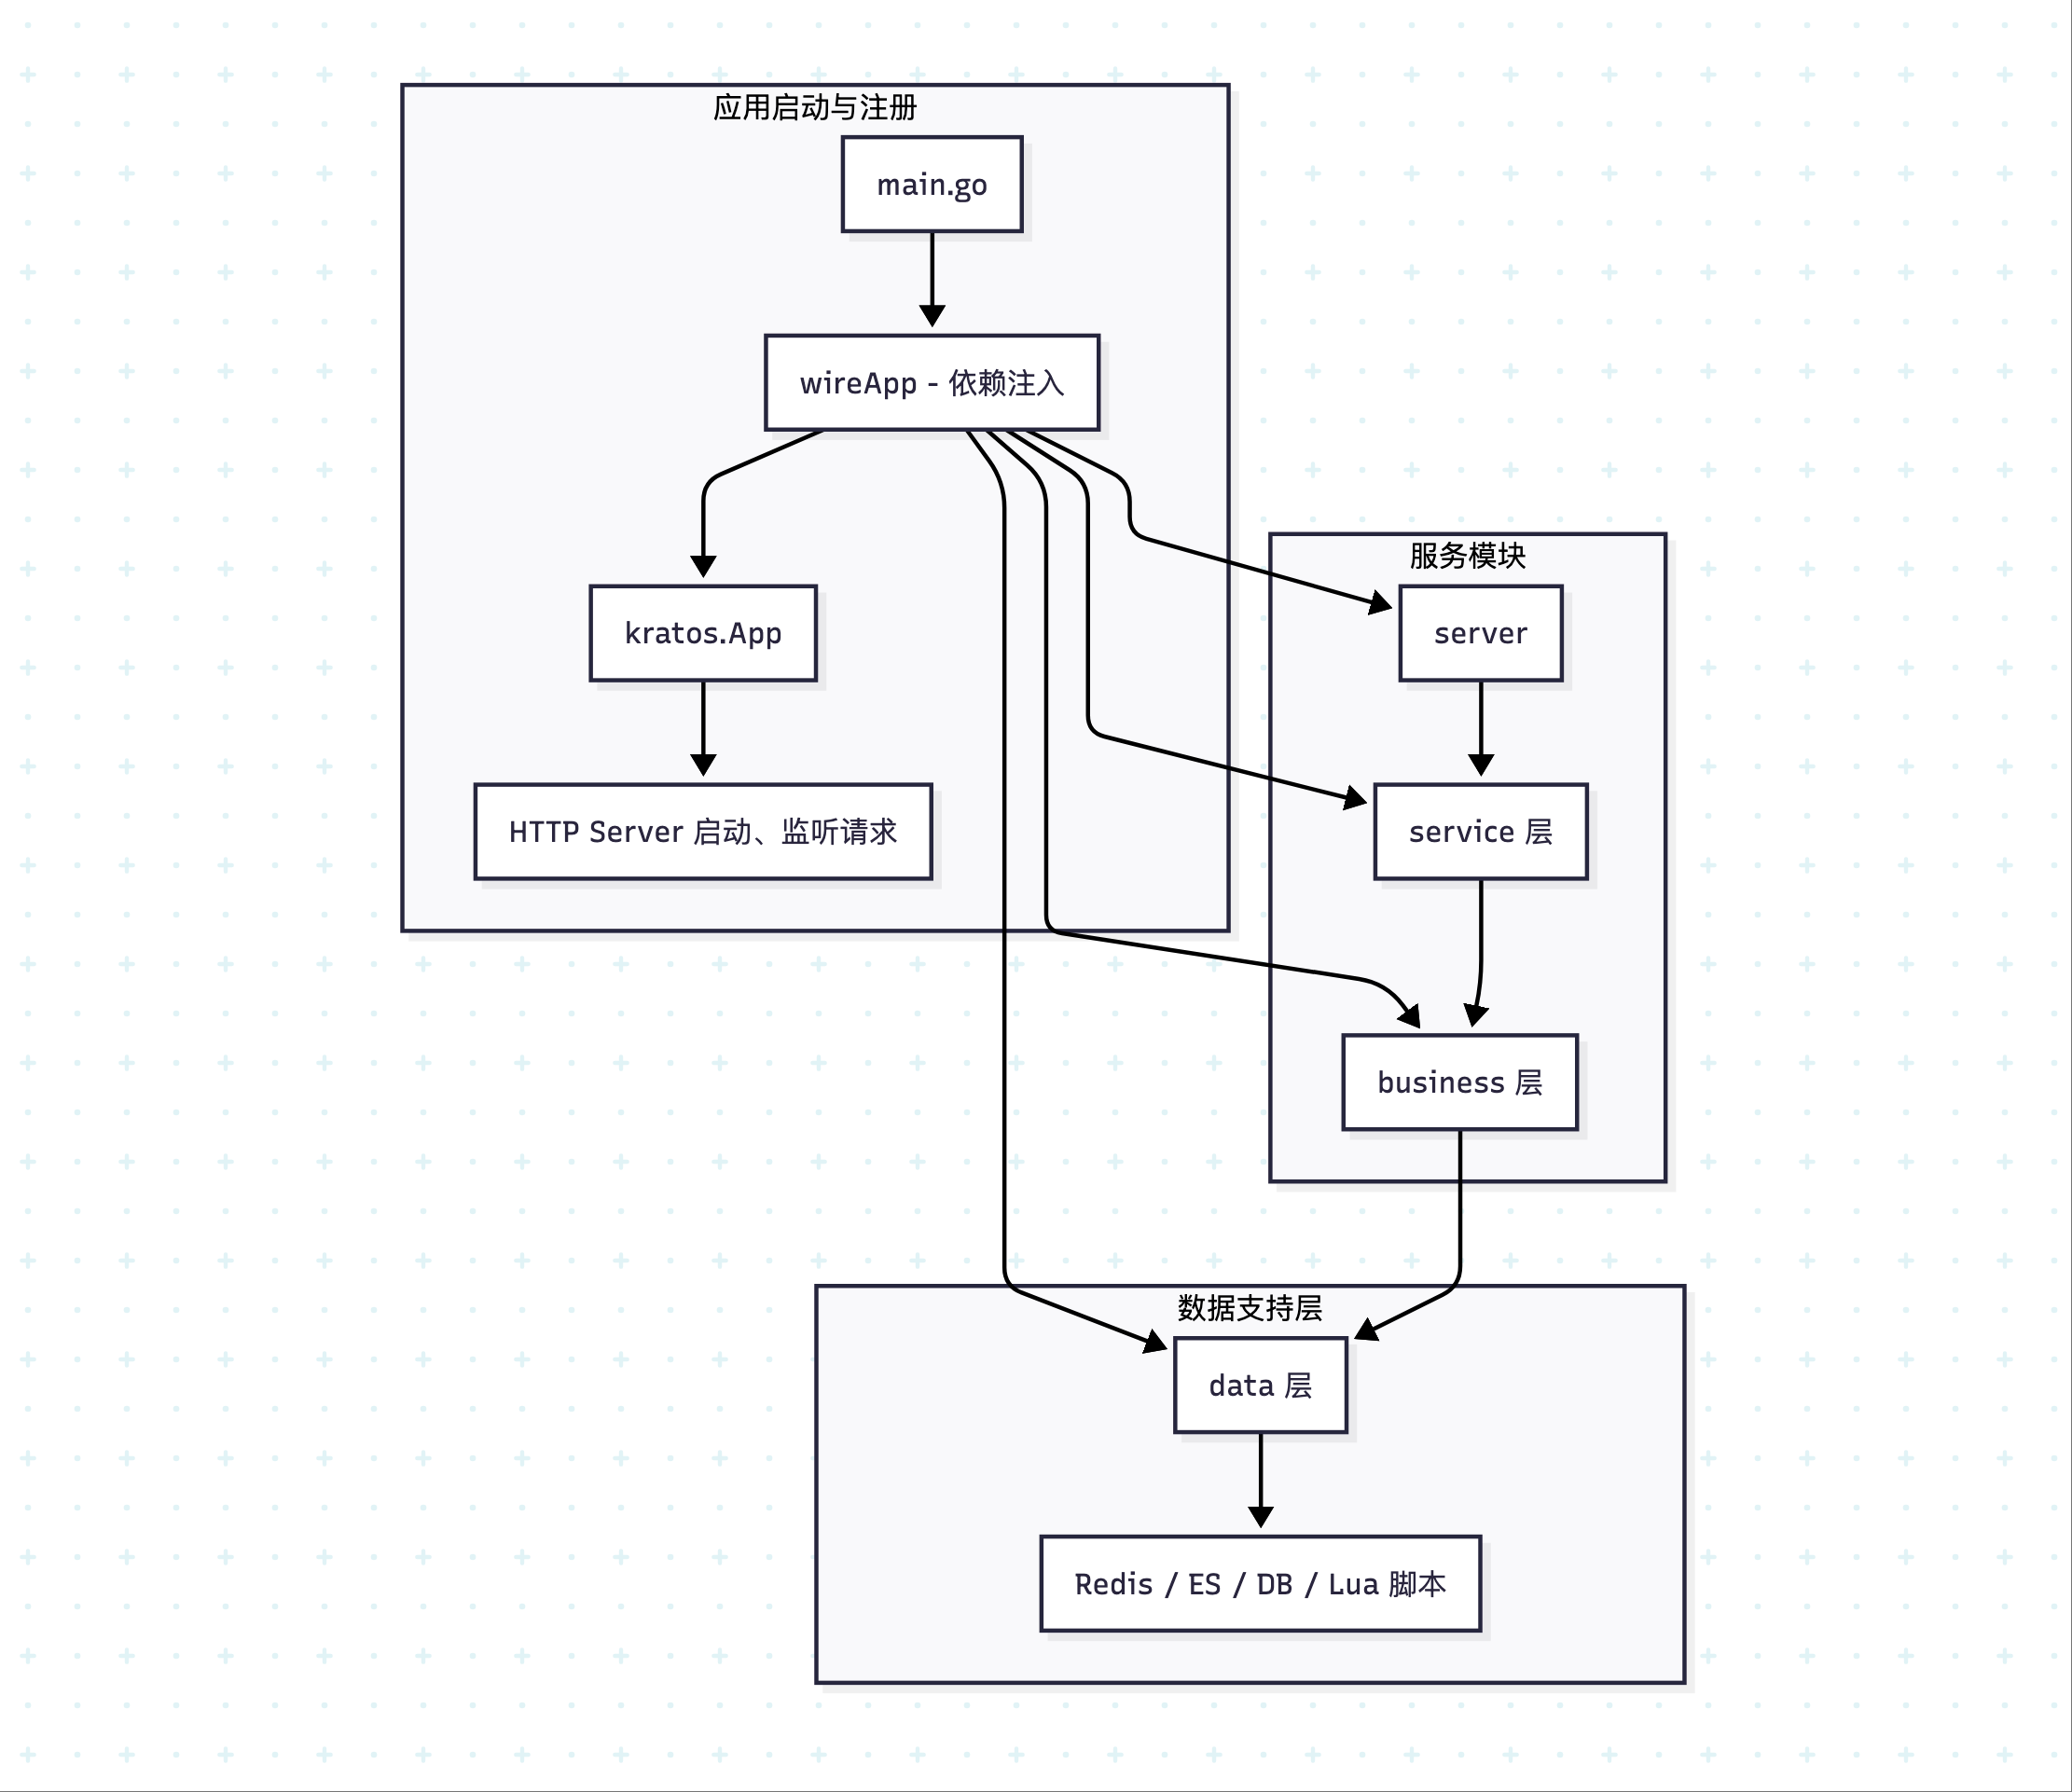 应用启动与注册
main.go
wireApp - 依赖注入
kratos.App
HTTP Server 启动、监听请求
服务模块
server
service 层
business 层
数据支持层
data 层
Redis / ES / DB / Lua 脚本